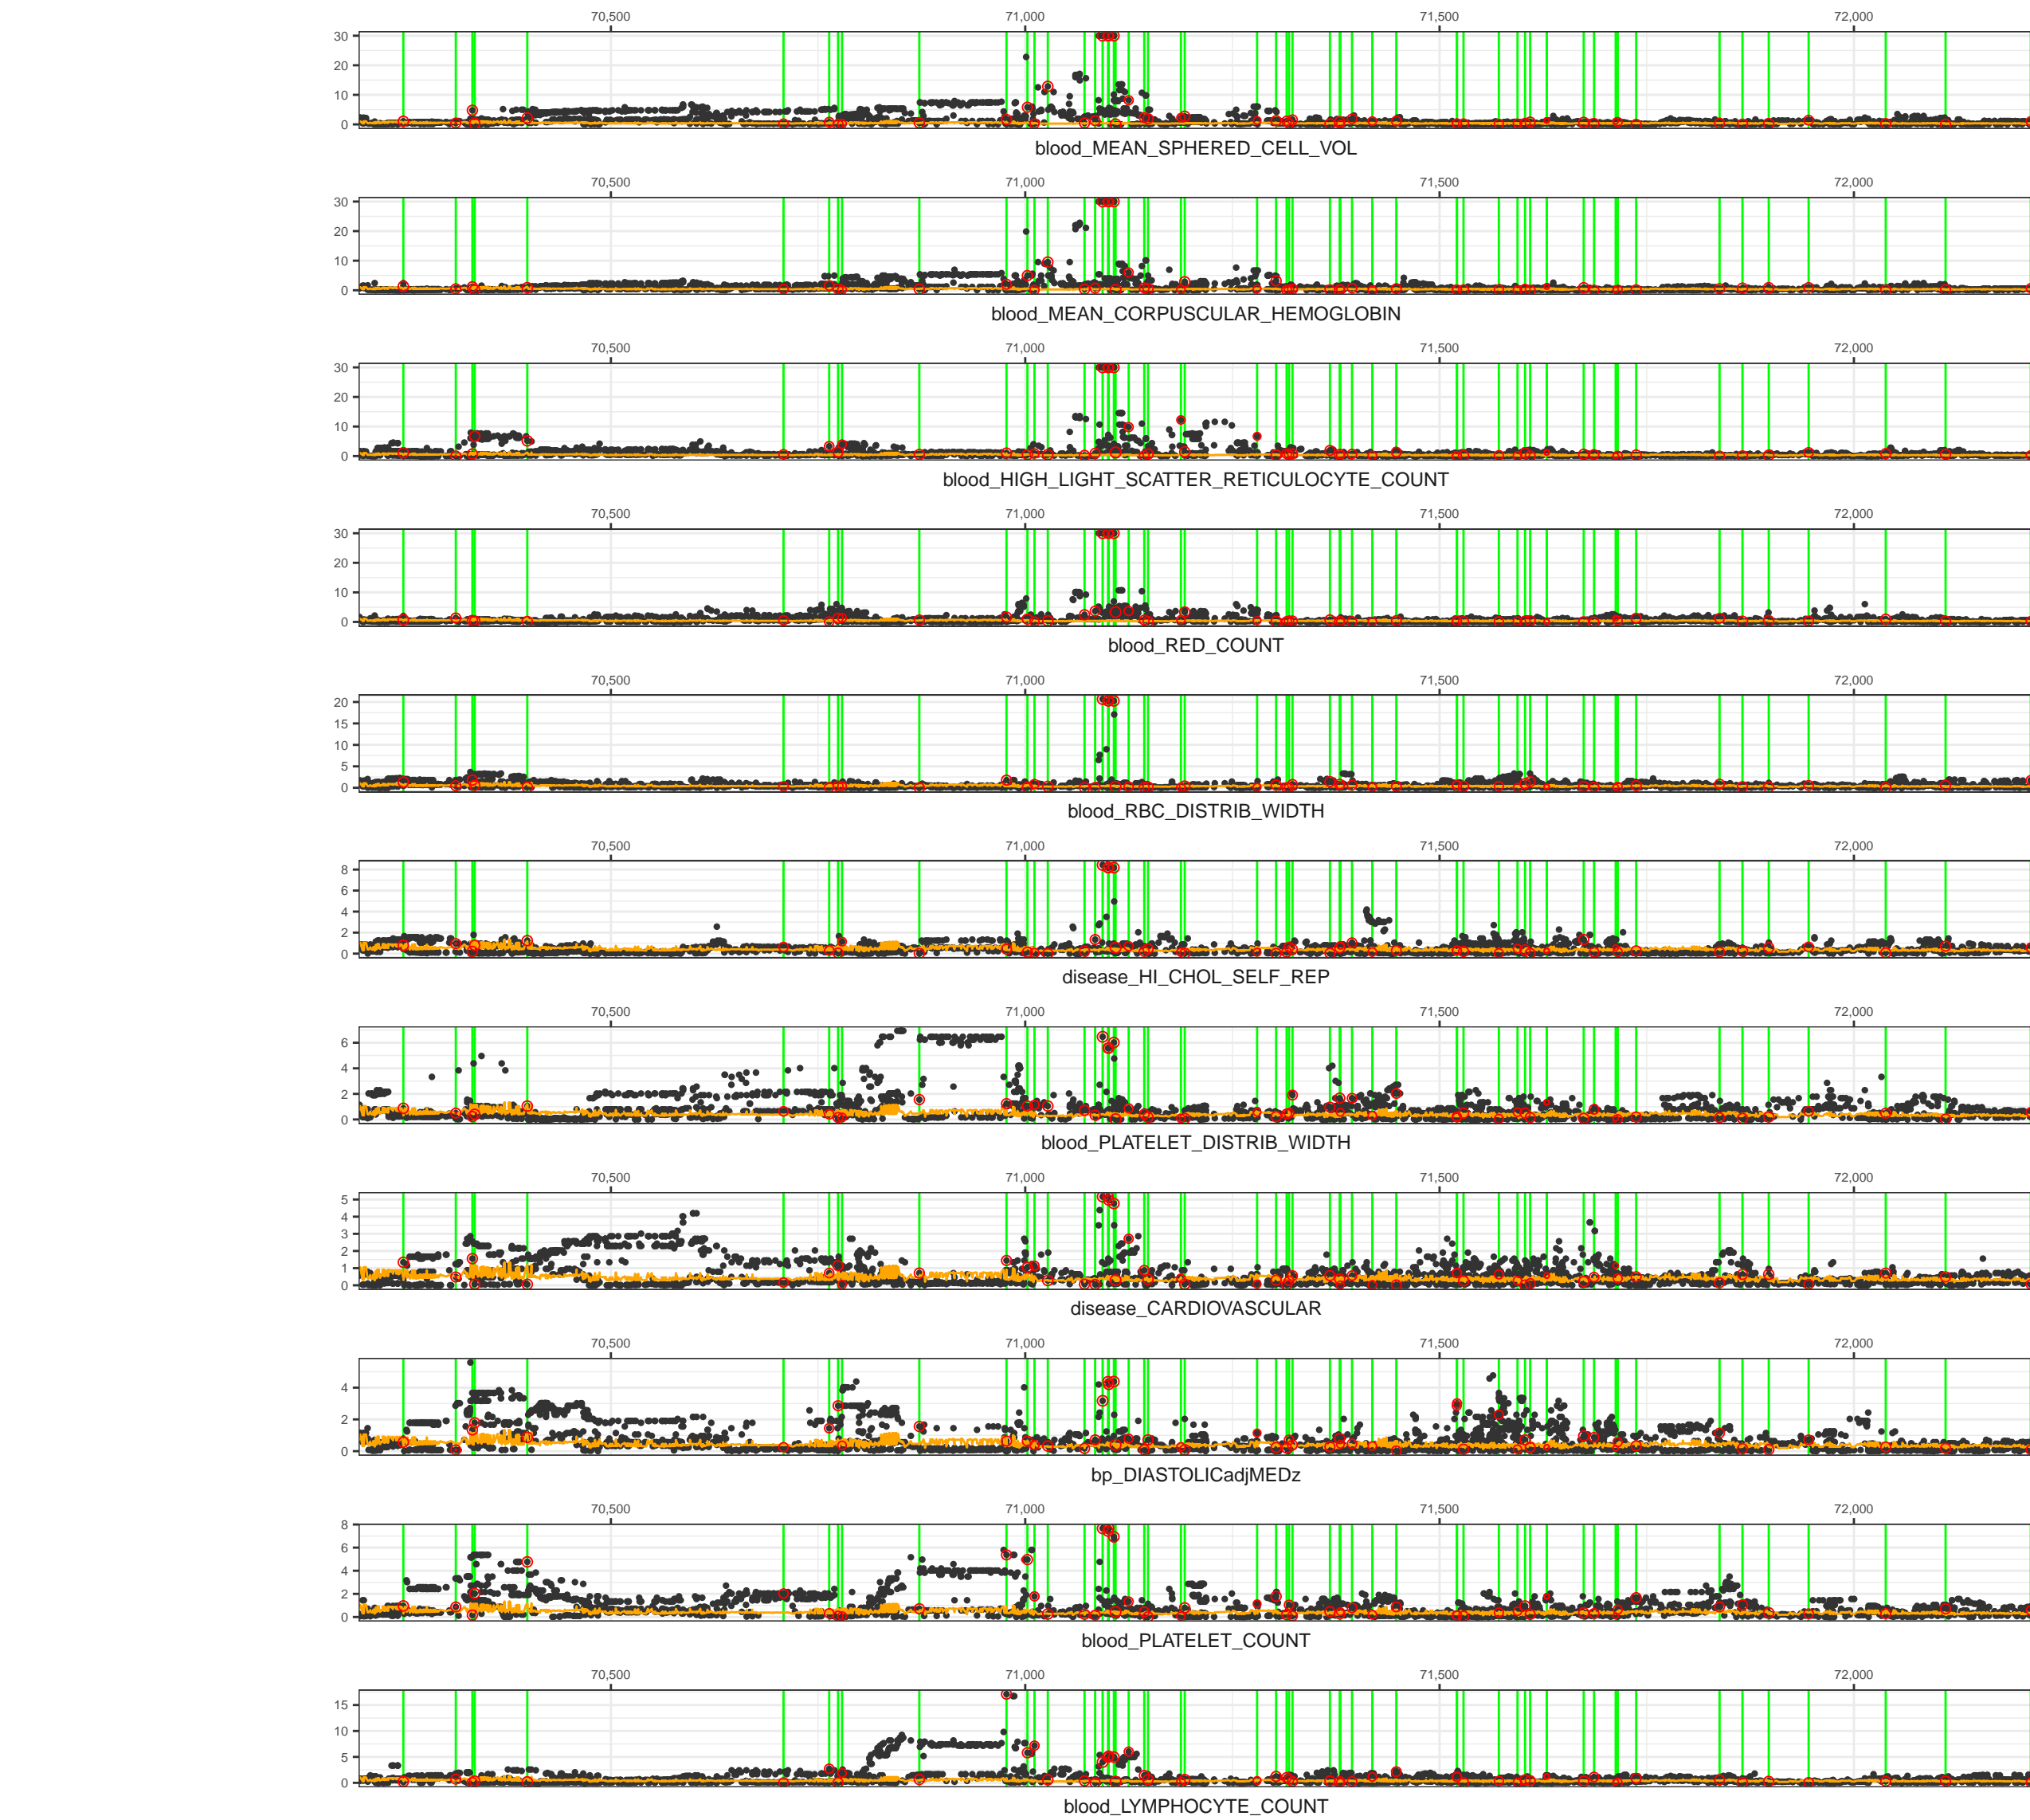 70,500 71,000 71,500 72,000
30
20
10
0
blood_MEAN_SPHERED_CELL_VOL
70,500 71,000 71,500 72,000
30
20
10
0
blood_MEAN_CORPUSCULAR_HEMOGLOBIN
70,500 71,000 71,500 72,000
30
20
10
0
blood_HIGH_LIGHT_SCATTER_RETICULOCYTE_COUNT
70,500 71,000 71,500 72,000
30
20
10
0
blood_RED_COUNT
70,500 71,000 71,500 72,000
20
15
10
5
0
blood_RBC_DISTRIB_WIDTH
70,500 71,000 71,500 72,000
8
6
4
2
0
disease_HI_CHOL_SELF_REP
70,500 71,000 71,500 72,000
6
4
2
0
blood_PLATELET_DISTRIB_WIDTH
70,500 71,000 71,500 72,000
5
4
3
2
1
0
disease_CARDIOVASCULAR
70,500 71,000 71,500 72,000
4
2
0
bp_DIASTOLICadjMEDz
70,500 71,000 71,500 72,000
8
6
4
2
0
blood_PLATELET_COUNT
70,500 71,000 71,500 72,000
15
10
5
0
blood_LYMPHOCYTE_COUNT